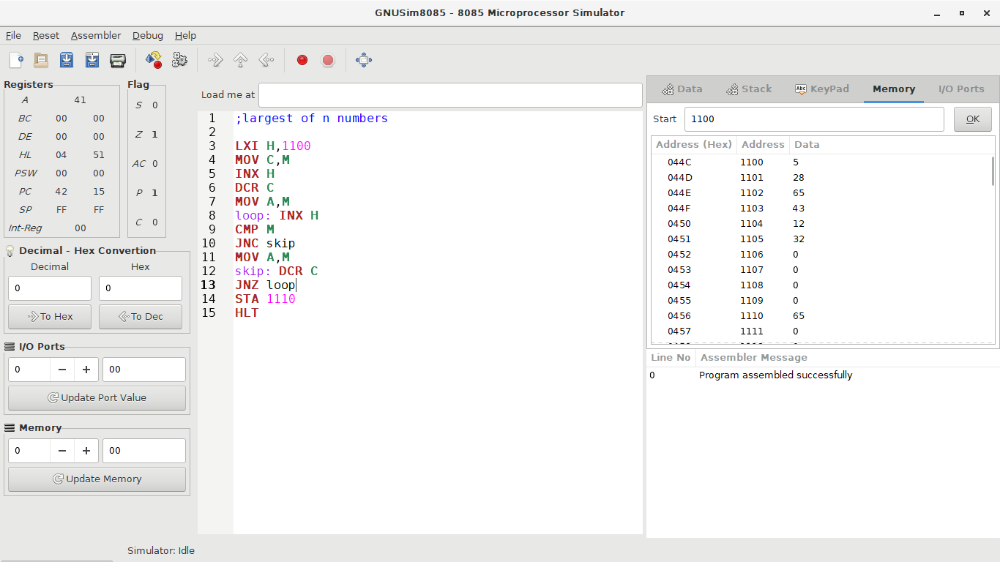 GNUSim8085 - 8085 Microprocessor Simulator
File Reset Assembler Debug Help
Registers
A 41
BC 00 00
DE 00 00
HL 04 51
PSW 00 00
PC 42 15
SP FF FF
Int-Reg 00
Flag
S 0
Z 1
AC 0
P 1
C 0
Decimal - Hex Convertion
Decimal Hex
0 0
To Hex To Dec
I/O Ports
0 − + 00
Update Port Value
Memory
0 − + 00
Update Memory
Load me at
1 ;largest of n numbers
2
3 LXI H,1100
4 MOV C,M
5 INX H
6 DCR C
7 MOV A,M
8 loop: INX H
9 CMP M
10 JNC skip
11 MOV A,M
12 skip: DCR C
13 JNZ loop
14 STA 1110
15 HLT
Data Stack Abc KeyPad Memory I/O Ports
Start 1100 OK
Address (Hex) Address Data
044C 1100 5
044D 1101 28
044E 1102 65
044F 1103 43
0450 1104 12
0451 1105 32
0452 1106 0
0453 1107 0
0454 1108 0
0455 1109 0
0456 1110 65
0457 1111 0
Line No Assembler Message
0 Program assembled successfully
Simulator: Idle